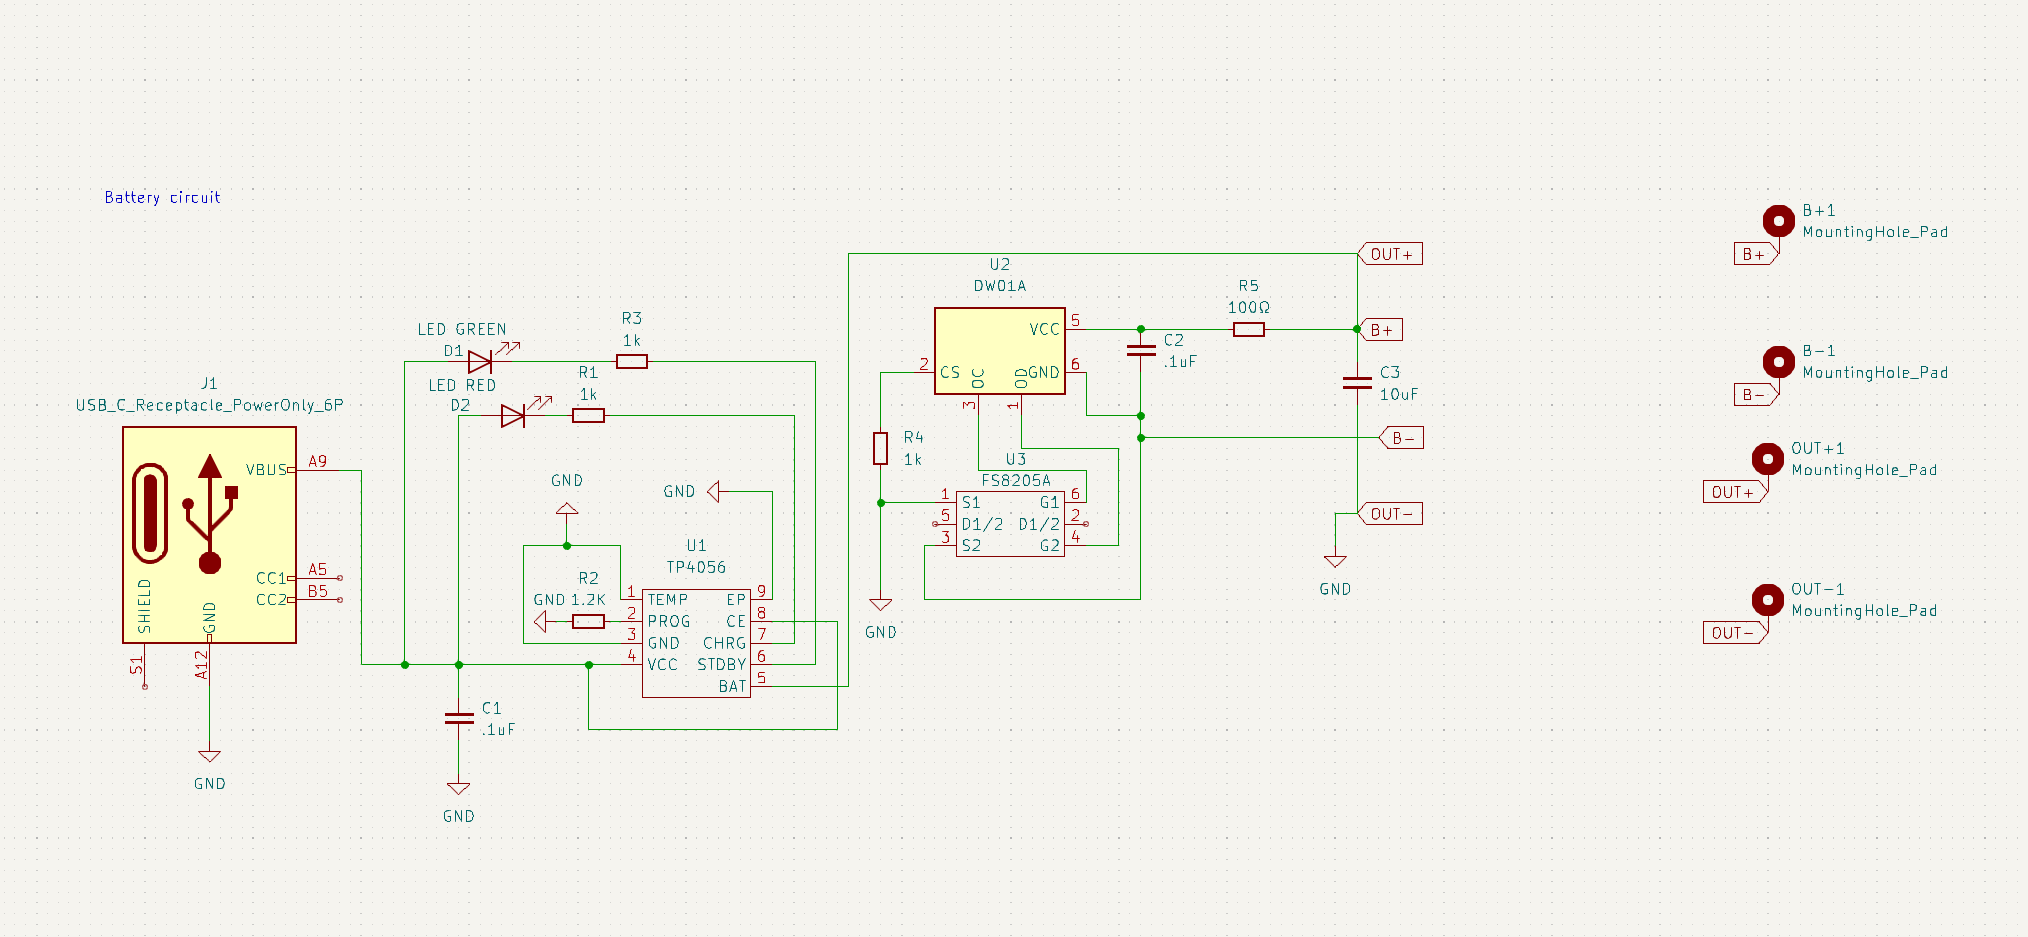 Battery circuit
J1
USB_C_Receptacle_PowerOnly_6P
VBUS
A9
CC1
A5
CC2
B5
SHIELD
GND
S1
A12
GND
LED GREEN
D1
R3
1k
LED RED
D2
R1
1k
GND
GND
R2
GND 1.2K
U1
TP4056
1 TEMP EP 9
2 PROG CE 8
3 GND CHRG 7
4 VCC STDBY 6
BAT 5
C1
.1uF
GND
U2
DW01A
VCC 5
2 CS OC OD GND 6
3 1
R4
1k
GND
U3
FS8205A
1 S1 G1 6
5 D1/2 D1/2 2
3 S2 G2 4
C2
.1uF
R5
100Ω
OUT+
B+
C3
10uF
B-
OUT-
GND
B+1
MountingHole_Pad
B+
B-1
MountingHole_Pad
B-
OUT+1
MountingHole_Pad
OUT+
OUT-1
MountingHole_Pad
OUT-